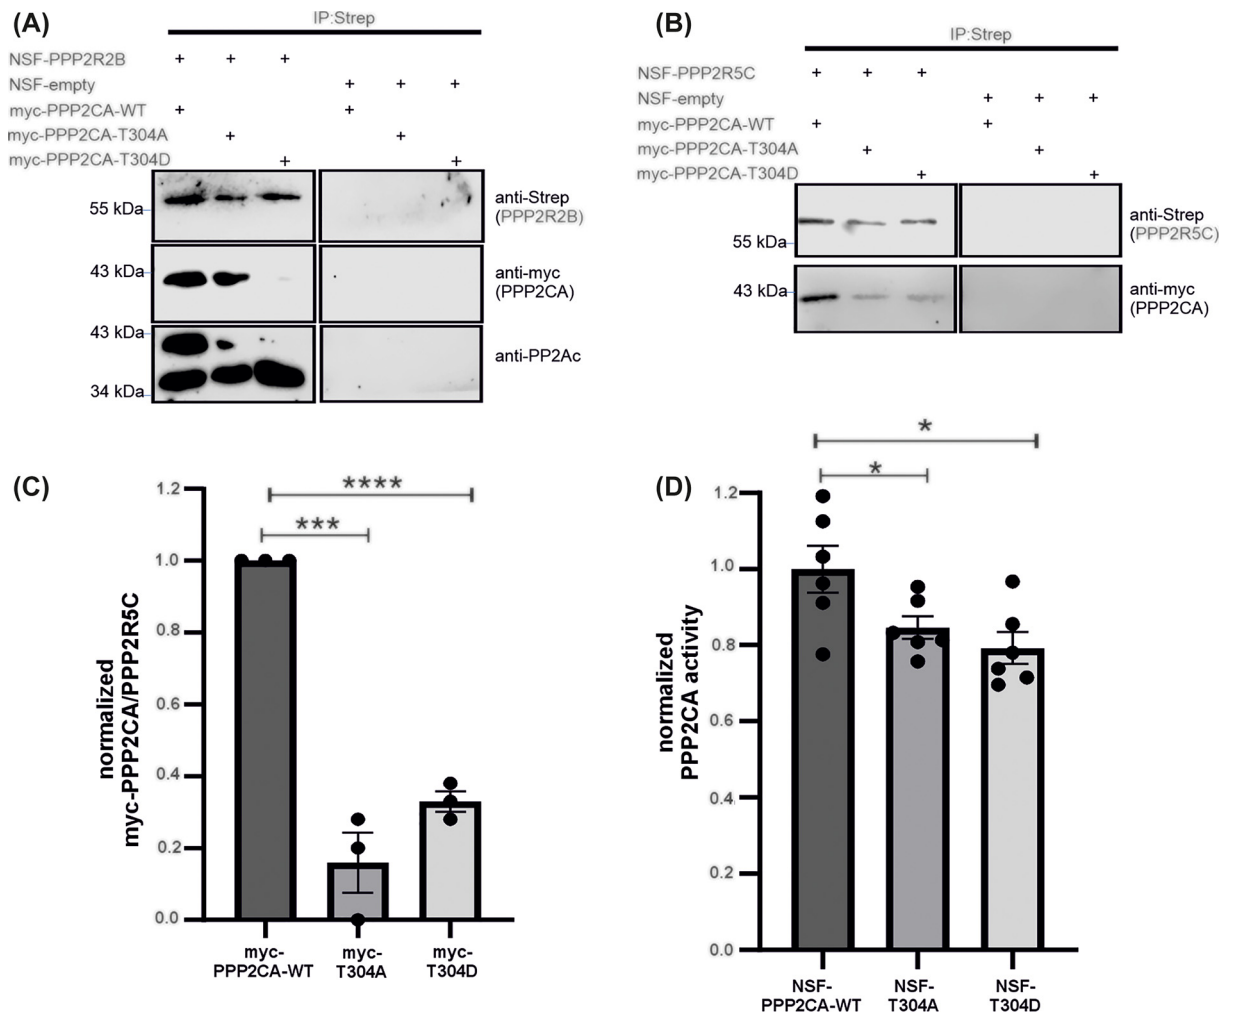 (A)
IP:Strep
NSF-PPP2R2B + + +
NSF-empty + + +
myc-PPP2CA-WT + +
myc-PPP2CA-T304A + +
myc-PPP2CA-T304D + +
55 kDa
anti-Strep
(PPP2R2B)
43 kDa
anti-myc
(PPP2CA)
43 kDa
anti-PP2Ac
34 kDa
(B)
IP:Strep
NSF-PPP2R5C + + +
NSF-empty + + +
myc-PPP2CA-WT + +
myc-PPP2CA-T304A + +
myc-PPP2CA-T304D + +
anti-Strep
(PPP2R5C)
55 kDa
43 kDa
anti-myc
(PPP2CA)
(C)
normalized
myc-PPP2CA/PPP2R5C
1.2
1.0
0.8
0.6
0.4
0.2
0.0
****
***
myc-
PPP2CA-WT
myc-
T304A
myc-
T304D
(D)
normalized
PPP2CA activity
1.2
1.0
0.8
0.6
0.4
0.2
0.0
*
*
NSF-
PPP2CA-WT
NSF-
T304A
NSF-
T304D